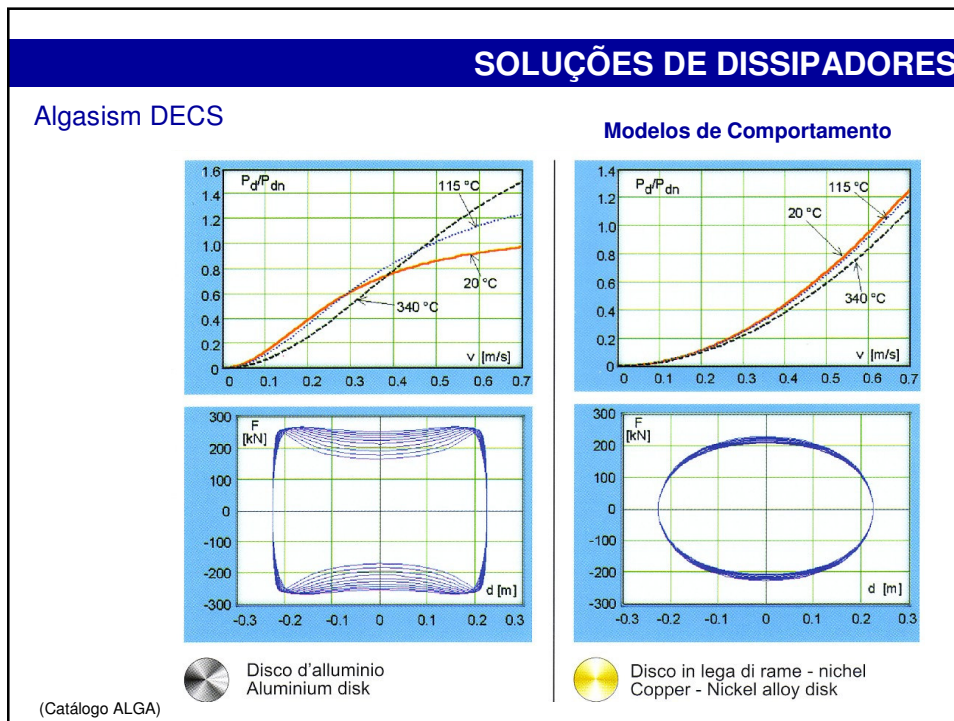 SOLUÇÕES DE DISSIPADORES
Algasism DECS
Modelos de Comportamento
1.6
1.4
1.2
1.0
0.8
0.6
0.4
0.2
0
Pd/Pdn
115 °C
20 °C
340 °C
v [m/s]
0 0.1 0.2 0.3 0.4 0.5 0.6 0.7
1.4
1.2
1.0
0.8
0.6
0.4
0.2
0
Pd/Pdn
115 °C
20 °C
340 °C
v [m/s]
0 0.1 0.2 0.3 0.4 0.5 0.6 0.7
300
200
100
0
-100
-200
-300
F
[kN]
d [m]
-0.3 -0.2 -0.1 0 0.1 0.2 0.3
300
200
100
0
-100
-200
-300
F
[kN]
d [m]
-0.3 -0.2 -0.1 0 0.1 0.2 0.3
Disco d'alluminio
Aluminium disk
Disco in lega di rame - nichel
Copper - Nickel alloy disk
(Catálogo ALGA)